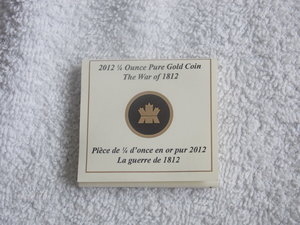 2012 ¼ Ounce Pure Gold Coin
The War of 1812
Pièce de ¼ d'once en or pur 2012
La guerre de 1812